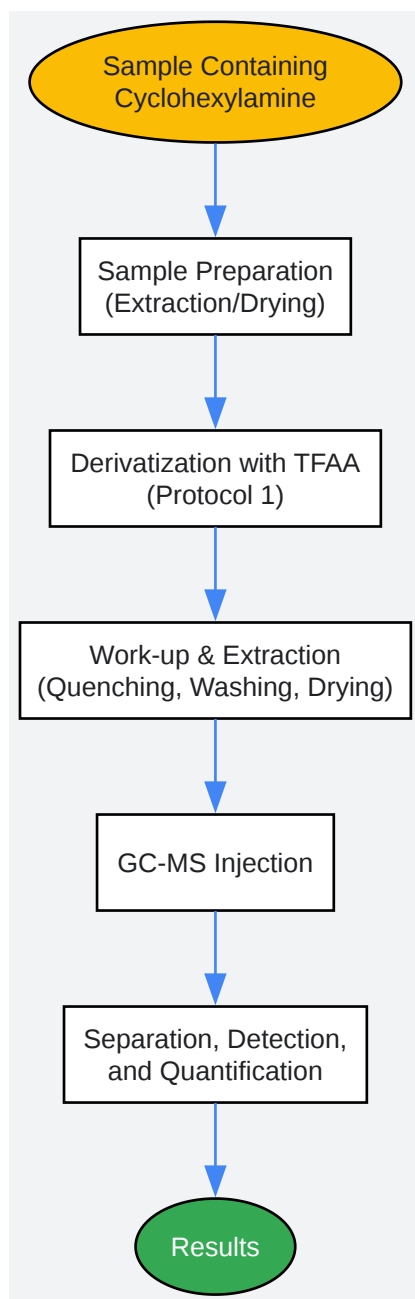 Sample Containing
Cyclohexylamine
Sample Preparation
(Extraction/Drying)
Derivatization with TFAA
(Protocol 1)
Work-up & Extraction
(Quenching, Washing, Drying)
GC-MS Injection
Separation, Detection,
and Quantification
Results